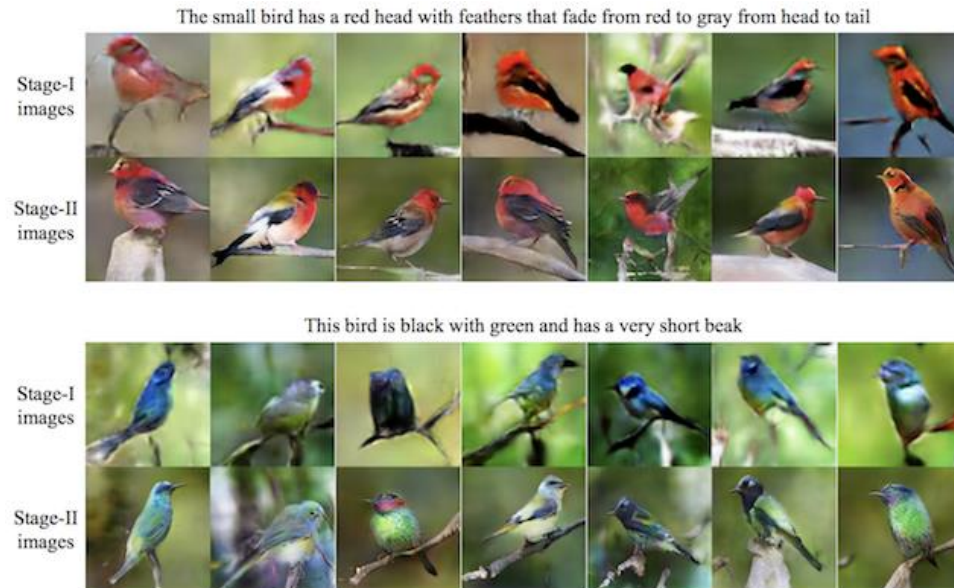 The small bird has a red head with feathers that fade from red to gray from head to tail
Stage-I
images
Stage-II
images
This bird is black with green and has a very short beak
Stage-I
images
Stage-II
images